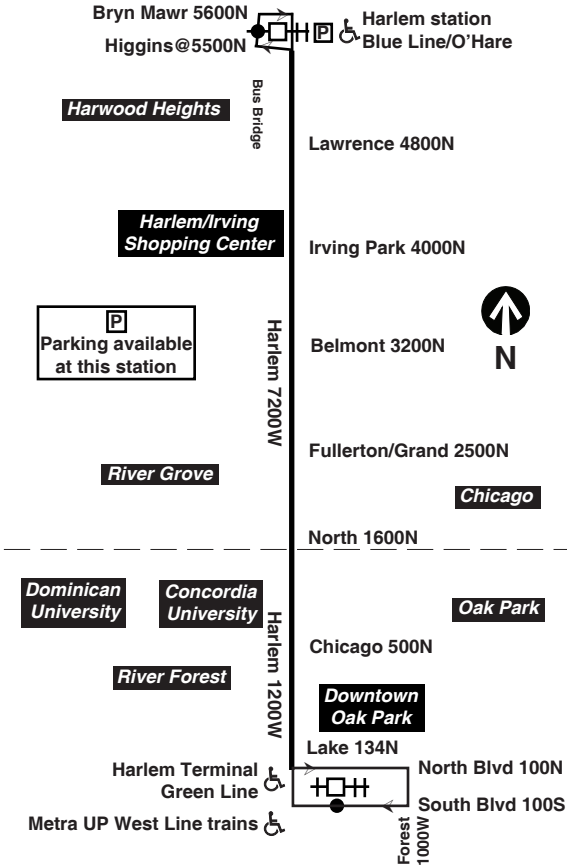 Bryn Mawr 5600N
Higgins@5500N
P
Harlem station
Blue Line/O'Hare
Bus Bridge
Harwood Heights
Lawrence 4800N
Harlem/Irving
Shopping Center
Irving Park 4000N
P
Parking available
at this station
Harlem 7200W
Belmont 3200N
N
Fullerton/Grand 2500N
River Grove
Chicago
North 1600N
Dominican
University
Concordia
University
Harlem 1200W
Oak Park
Chicago 500N
River Forest
Downtown
Oak Park
Lake 134N
Harlem Terminal
Green Line
North Blvd 100N
South Blvd 100S
Metra UP West Line trains
Forest
1000W